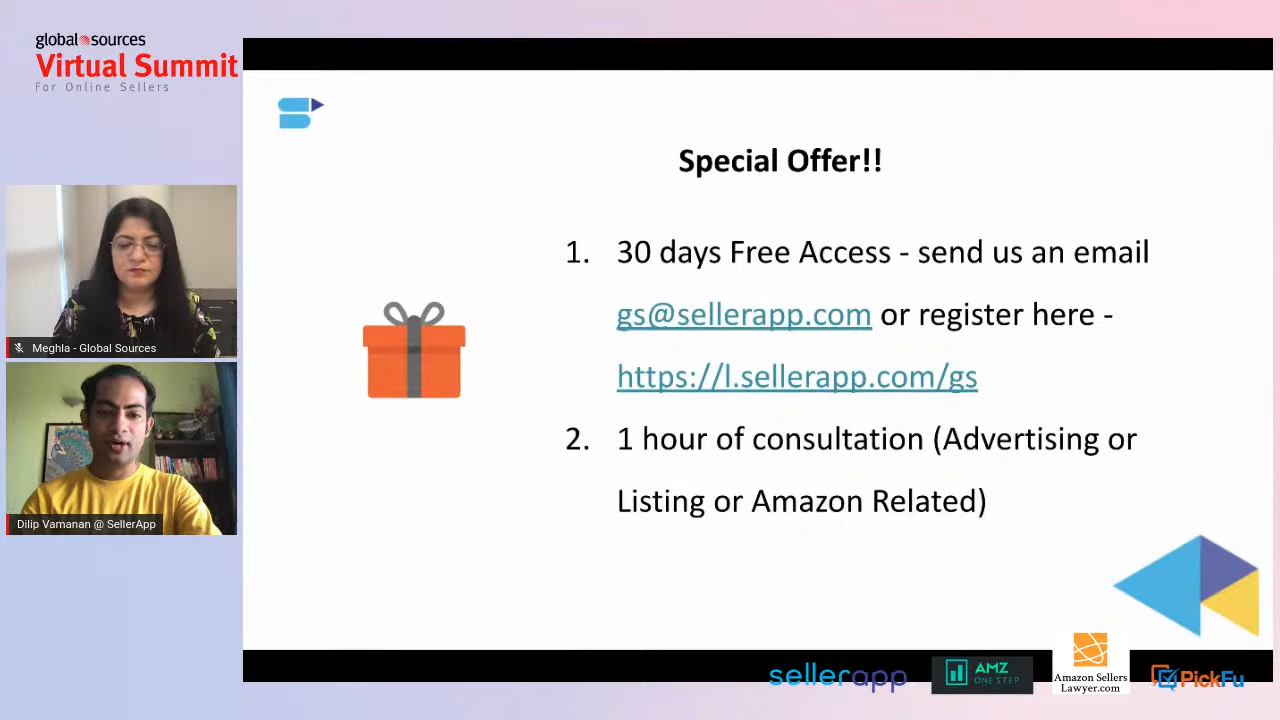 global sources
Virtual Summit
For Online Sellers
Special Offer!!
1. 30 days Free Access - send us an email
gs@sellerapp.com or register here -
https://l.sellerapp.com/gs
2. 1 hour of consultation (Advertising or
Listing or Amazon Related)
Meghla - Global Sources
Dilip Vamanan @ SellerApp
sellerapp
AMZ
ONE STEP
Amazon Sellers
Lawyer.com
PickFu